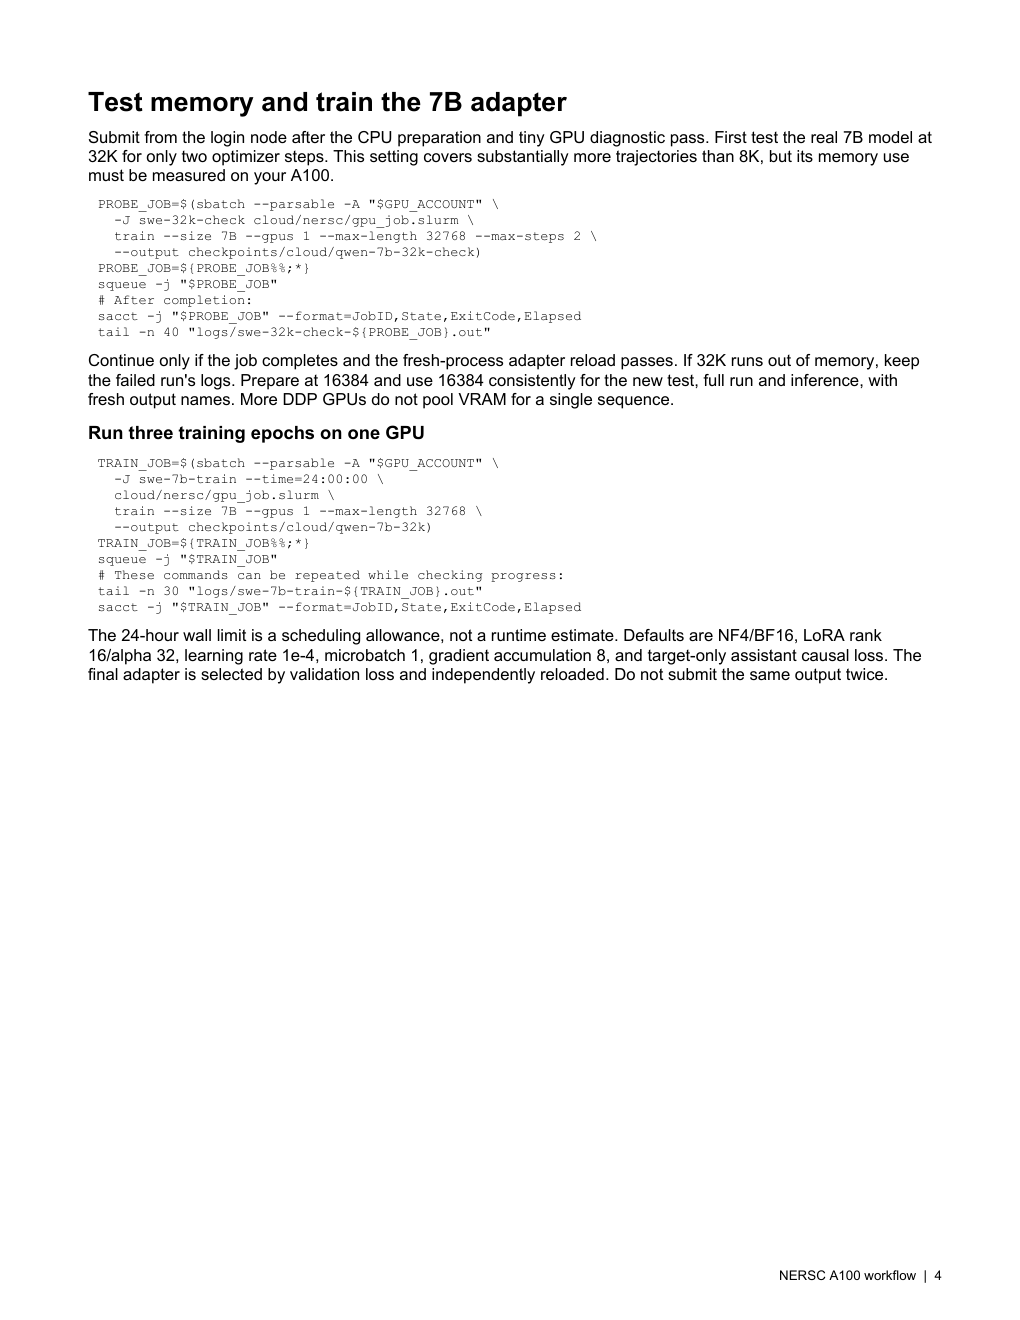 Test memory and train the 7B adapter
Submit from the login node after the CPU preparation and tiny GPU diagnostic pass. First test the real 7B model at
32K for only two optimizer steps. This setting covers substantially more trajectories than 8K, but its memory use
must be measured on your A100.
PROBE_JOB=$(sbatch --parsable -A "$GPU_ACCOUNT" \
  -J swe-32k-check cloud/nersc/gpu_job.slurm \
  train --size 7B --gpus 1 --max-length 32768 --max-steps 2 \
  --output checkpoints/cloud/qwen-7b-32k-check)
PROBE_JOB=${PROBE_JOB%%;*}
squeue -j "$PROBE_JOB"
# After completion:
sacct -j "$PROBE_JOB" --format=JobID,State,ExitCode,Elapsed
tail -n 40 "logs/swe-32k-check-${PROBE_JOB}.out"
Continue only if the job completes and the fresh-process adapter reload passes. If 32K runs out of memory, keep
the failed run's logs. Prepare at 16384 and use 16384 consistently for the new test, full run and inference, with
fresh output names. More DDP GPUs do not pool VRAM for a single sequence.
Run three training epochs on one GPU
TRAIN_JOB=$(sbatch --parsable -A "$GPU_ACCOUNT" \
  -J swe-7b-train --time=24:00:00 \
  cloud/nersc/gpu_job.slurm \
  train --size 7B --gpus 1 --max-length 32768 \
  --output checkpoints/cloud/qwen-7b-32k)
TRAIN_JOB=${TRAIN_JOB%%;*}
squeue -j "$TRAIN_JOB"
# These commands can be repeated while checking progress:
tail -n 30 "logs/swe-7b-train-${TRAIN_JOB}.out"
sacct -j "$TRAIN_JOB" --format=JobID,State,ExitCode,Elapsed
The 24-hour wall limit is a scheduling allowance, not a runtime estimate. Defaults are NF4/BF16, LoRA rank
16/alpha 32, learning rate 1e-4, microbatch 1, gradient accumulation 8, and target-only assistant causal loss. The
final adapter is selected by validation loss and independently reloaded. Do not submit the same output twice.
NERSC A100 workflow | 4